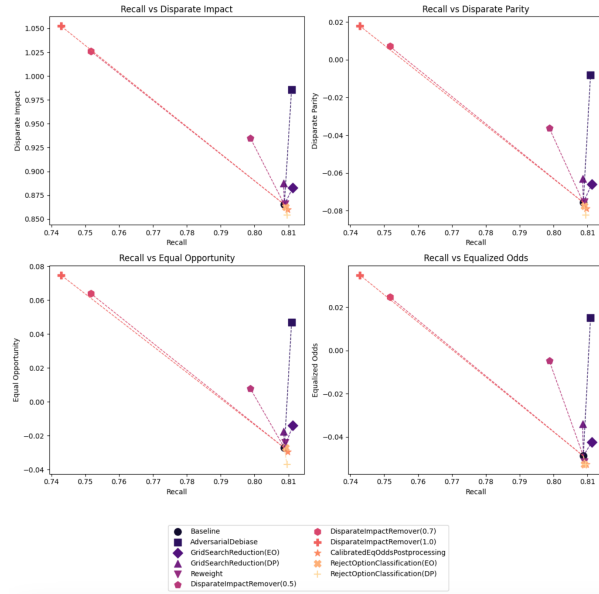 Recall vs Disparate Impact
Recall vs Disparate Parity
1.050
1.025
1.000
0.975
0.950
0.925
0.900
0.875
0.850
Disparate Impact
0.74 0.75 0.76 0.77 0.78 0.79 0.80 0.81
Recall
0.02
0.00
−0.02
−0.04
−0.06
−0.08
Disparate Parity
0.74 0.75 0.76 0.77 0.78 0.79 0.80 0.81
Recall
Recall vs Equal Opportunity
Recall vs Equalized Odds
0.08
0.06
0.04
0.02
0.00
−0.02
−0.04
Equal Opportunity
0.74 0.75 0.76 0.77 0.78 0.79 0.80 0.81
Recall
0.02
0.00
−0.02
−0.04
Equalized Odds
0.74 0.75 0.76 0.77 0.78 0.79 0.80 0.81
Recall
Baseline
AdversarialDebiase
GridSearchReduction(EO)
GridSearchReduction(DP)
Reweight
DisparateImpactRemover(0.5)
DisparateImpactRemover(0.7)
DisparateImpactRemover(1.0)
CalibratedEqOddsPostprocessing
RejectOptionClassification(EO)
RejectOptionClassification(DP)